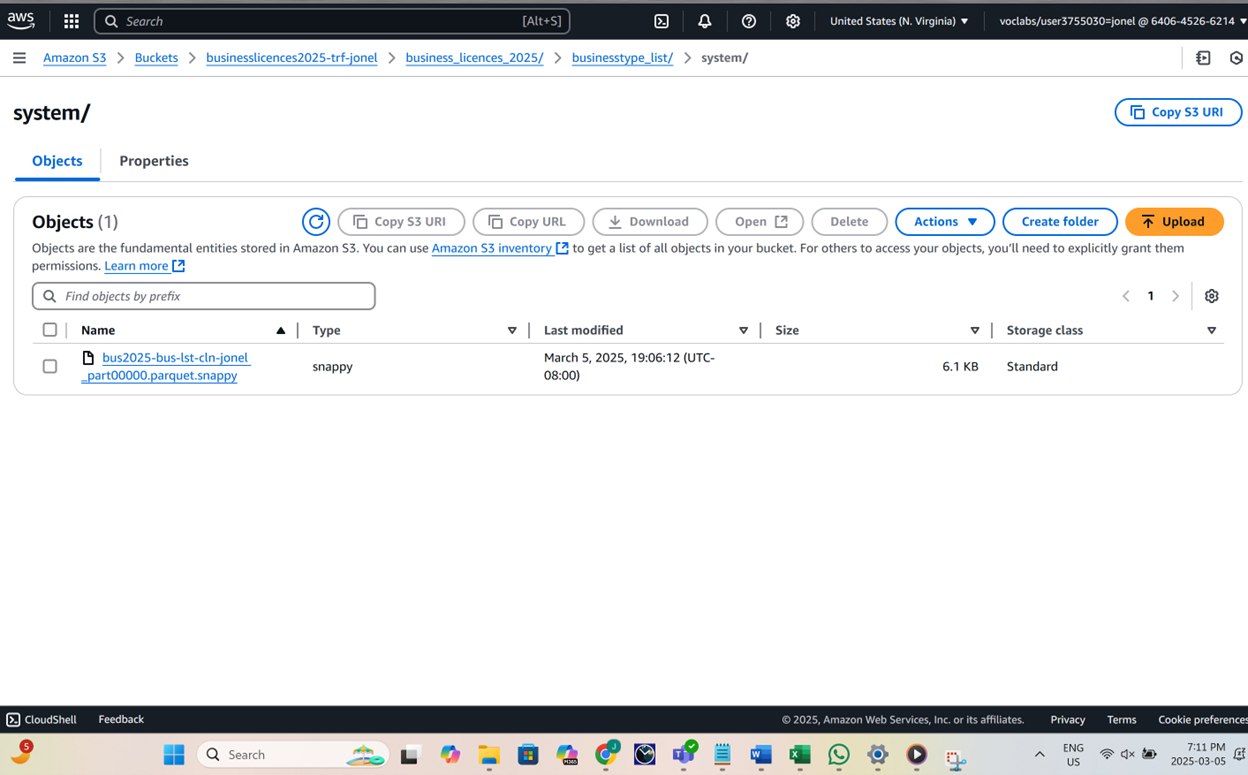 aws
Search
[Alt+S]
United States (N. Virginia)
voclabs/user3755030=jonel @ 6406-4526-6214
Amazon S3
Buckets
businesslicences2025-trf-jonel
business_licences_2025/
businesstype_list/
system/
system/
Copy S3 URI
Objects
Properties
Objects (1)
Copy S3 URI
Copy URL
Download
Open
Delete
Actions
Create folder
Upload
Objects are the fundamental entities stored in Amazon S3. You can use Amazon S3 inventory to get a list of all objects in your bucket. For others to access your objects, you'll need to explicitly grant them
permissions. Learn more
Find objects by prefix
1
Name
Type
Last modified
Size
Storage class
bus2025-bus-lst-cln-jonel
_part00000.parquet.snappy
snappy
March 5, 2025, 19:06:12 (UTC-
08:00)
6.1 KB
Standard
CloudShell
Feedback
© 2025, Amazon Web Services, Inc. or its affiliates.
Privacy
Terms
Cookie preferences
5
Search
M365
J
ENG
US
7:11 PM
2025-03-05